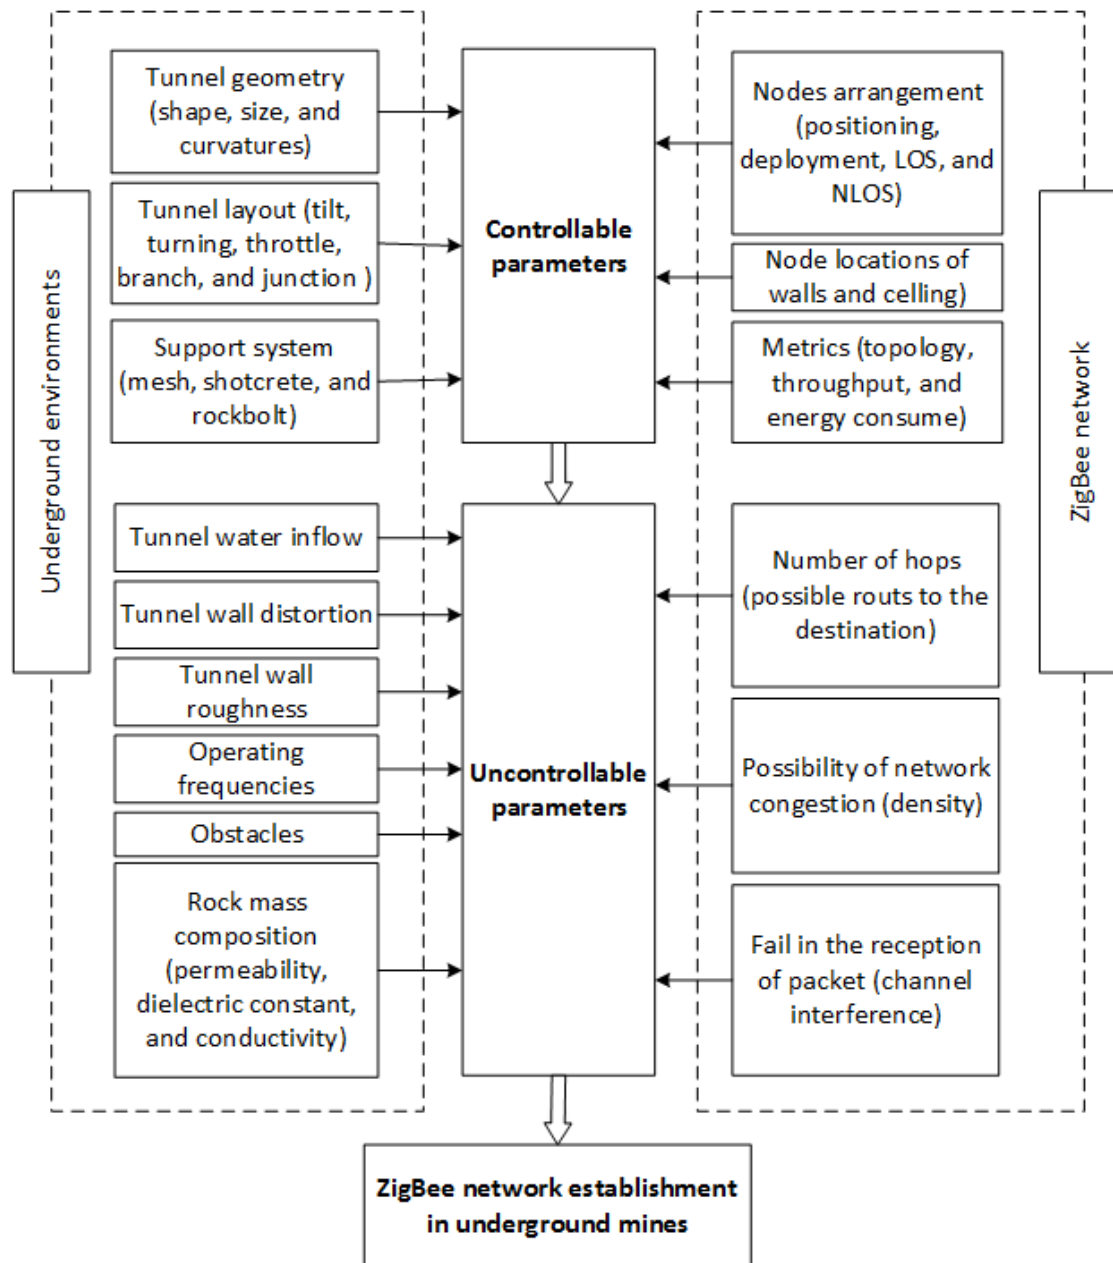 Underground environments
Tunnel geometry
(shape, size, and
curvatures)
Tunnel layout (tilt,
turning, throttle,
branch, and junction )
Support system
(mesh, shotcrete, and
rockbolt)
Tunnel water inflow
Tunnel wall distortion
Tunnel wall
roughness
Operating
frequencies
Obstacles
Rock mass
composition
(permeability,
dielectric constant,
and conductivity)
Controllable
parameters
Uncontrollable
parameters
Nodes arrangement
(positioning,
deployment, LOS, and
NLOS)
Node locations of
walls and celling)
Metrics (topology,
throughput, and
energy consume)
Number of hops
(possible routs to the
destination)
Possibility of network
congestion (density)
Fail in the reception
of packet (channel
interference)
ZigBee network
ZigBee network establishment
in underground mines